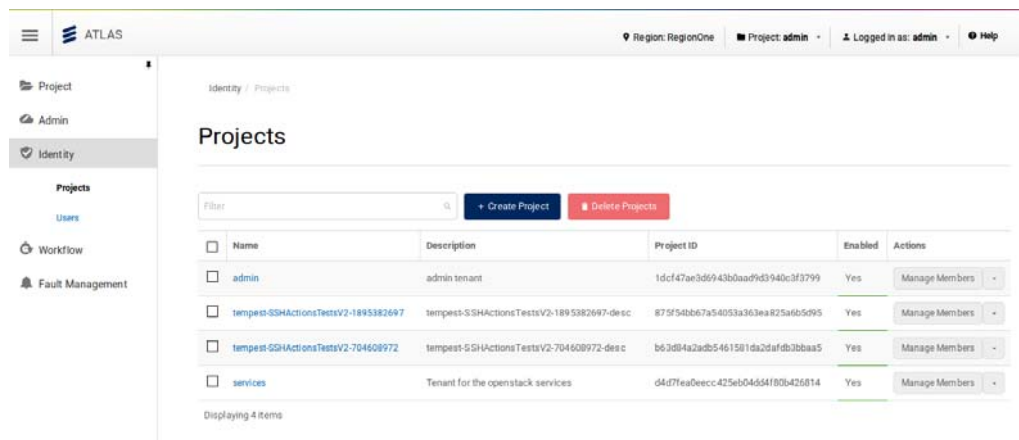 ATLAS
Region: RegionOne
Project: admin
Logged in as: admin
Help
Project
Admin
Identity
Projects
Users
Workflow
Fault Management
Identity / Projects
Projects
Filter
+ Create Project
Delete Projects
Name Description Project ID Enabled Actions
admin admin tenant 1dcf47ae3d6943b0aad9d3940c3f3799 Yes Manage Members
tempest-SSHActionsTestsV2-1895382697 tempest-SSHActionsTestsV2-1895382697-desc 875f54bb67a54053a363ea825a6b5d95 Yes Manage Members
tempest-SSHActionsTestsV2-704608972 tempest-SSHActionsTestsV2-704608972-desc b63d84a2adb5461581da2dafdb3bbaa5 Yes Manage Members
services Tenant for the openstack services d4d7fea0eecc425eb04dd4f80b426814 Yes Manage Members
Displaying 4 items